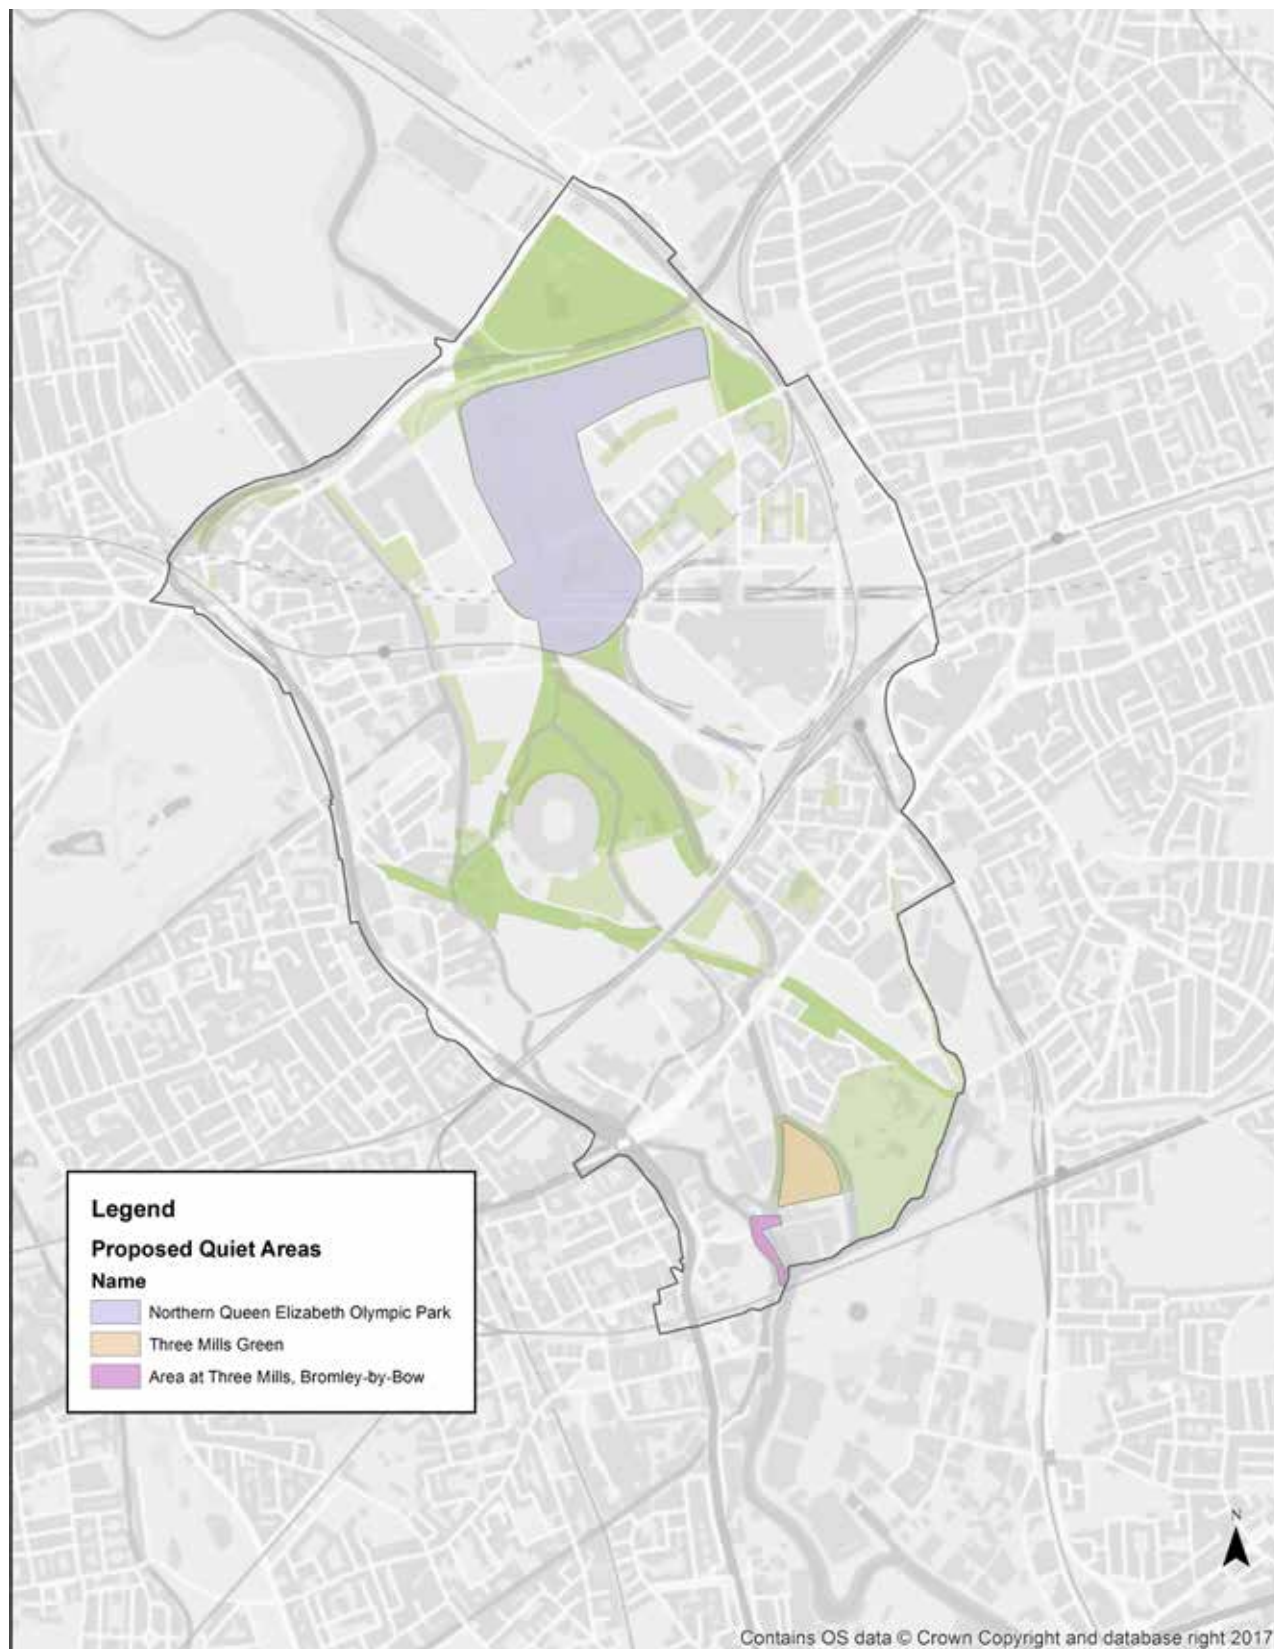 Legend
Proposed Quiet Areas
Name
Northern Queen Elizabeth Olympic Park
Three Mills Green
Area at Three Mills, Bromley-by-Bow
N
Contains OS data © Crown Copyright and database right 2017